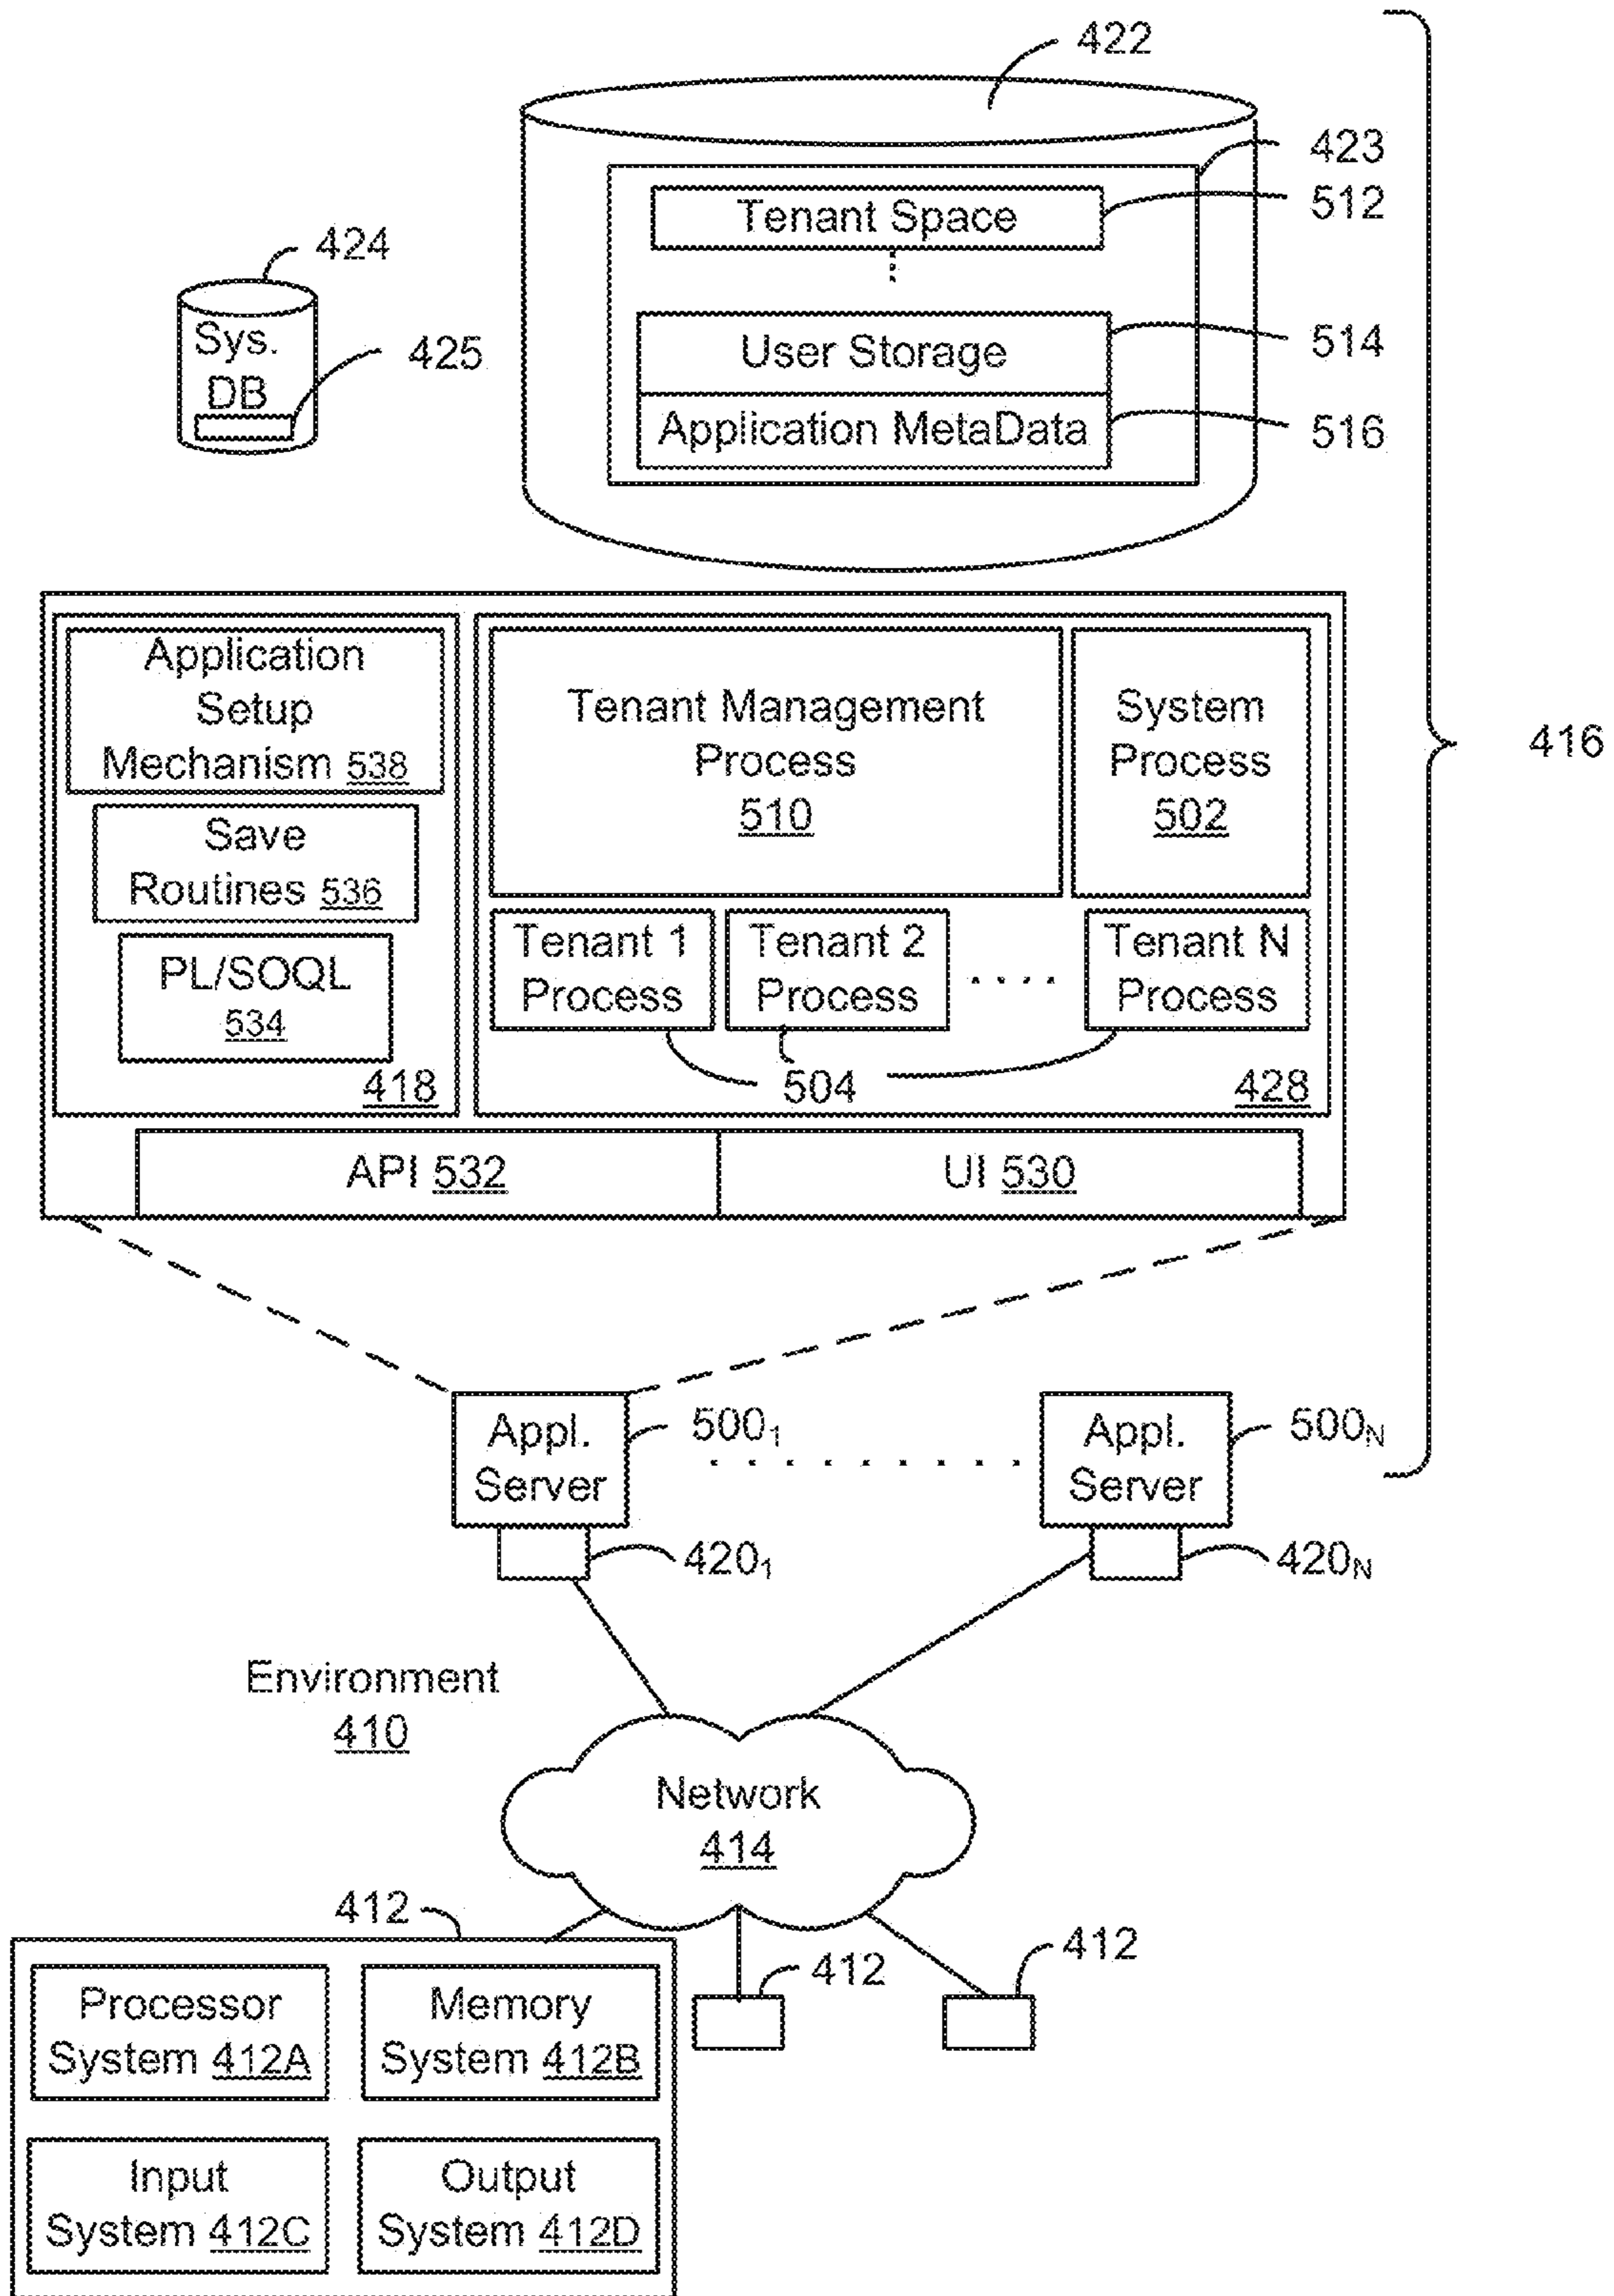 422
423
Tenant Space
512
424
Sys.
DB
425
User Storage
514
Application MetaData
516
416
Application
Setup
Mechanism 538
Save
Routines 536
PL/SOQL
534
418
Tenant Management
Process
510
System
Process
502
Tenant 1
Process
Tenant 2
Process
. . . .
Tenant N
Process
504
428
API 532
UI 530
Appl.
Server
500₁
. . . . . . . . .
Appl.
Server
500N
420₁
420N
Environment
410
Network
414
412
412
412
Processor
System 412A
Memory
System 412B
Input
System 412C
Output
System 412D